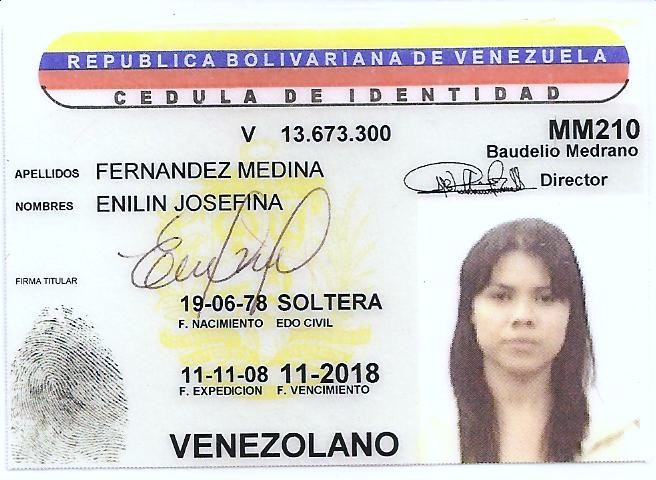 REPUBLICA BOLIVARIANA DE VENEZUELA
CEDULA DE IDENTIDAD
V 13.673.300
MM210
Baudelio Medrano
Director
APELLIDOS FERNANDEZ MEDINA
NOMBRES ENILIN JOSEFINA
FIRMA TITULAR
19-06-78 SOLTERA
F. NACIMIENTO EDO CIVIL
11-11-08 11-2018
F. EXPEDICION F. VENCIMIENTO
VENEZOLANO